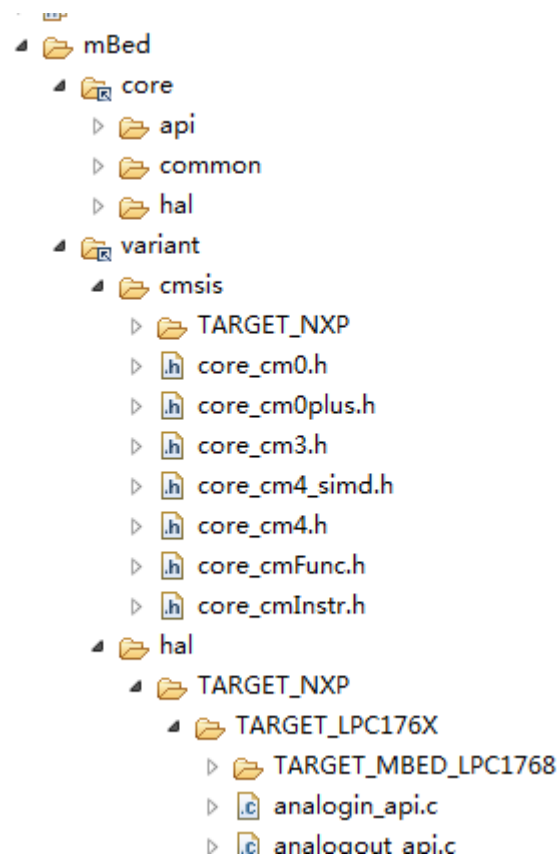 mBed
core
api
common
hal
variant
cmsis
TARGET_NXP
.h core_cm0.h
.h core_cm0plus.h
.h core_cm3.h
.h core_cm4_simd.h
.h core_cm4.h
.h core_cmFunc.h
.h core_cmInstr.h
hal
TARGET_NXP
TARGET_LPC176X
TARGET_MBED_LPC1768
.c analogin_api.c
.c analogout_api.c